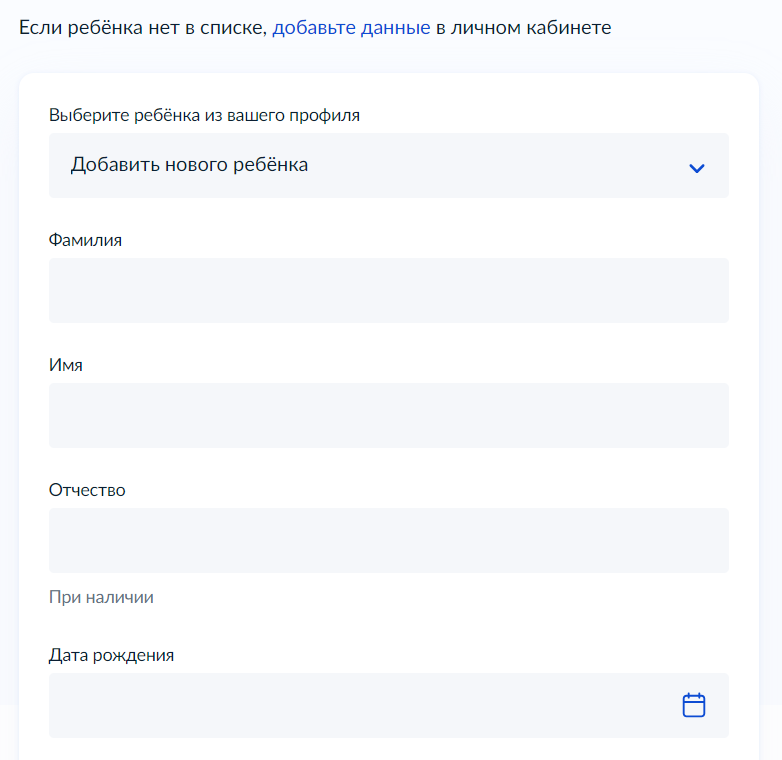 Если ребёнка нет в списке, добавьте данные в личном кабинете
Выберите ребёнка из вашего профиля
Добавить нового ребёнка
Фамилия
Имя
Отчество
При наличии
Дата рождения